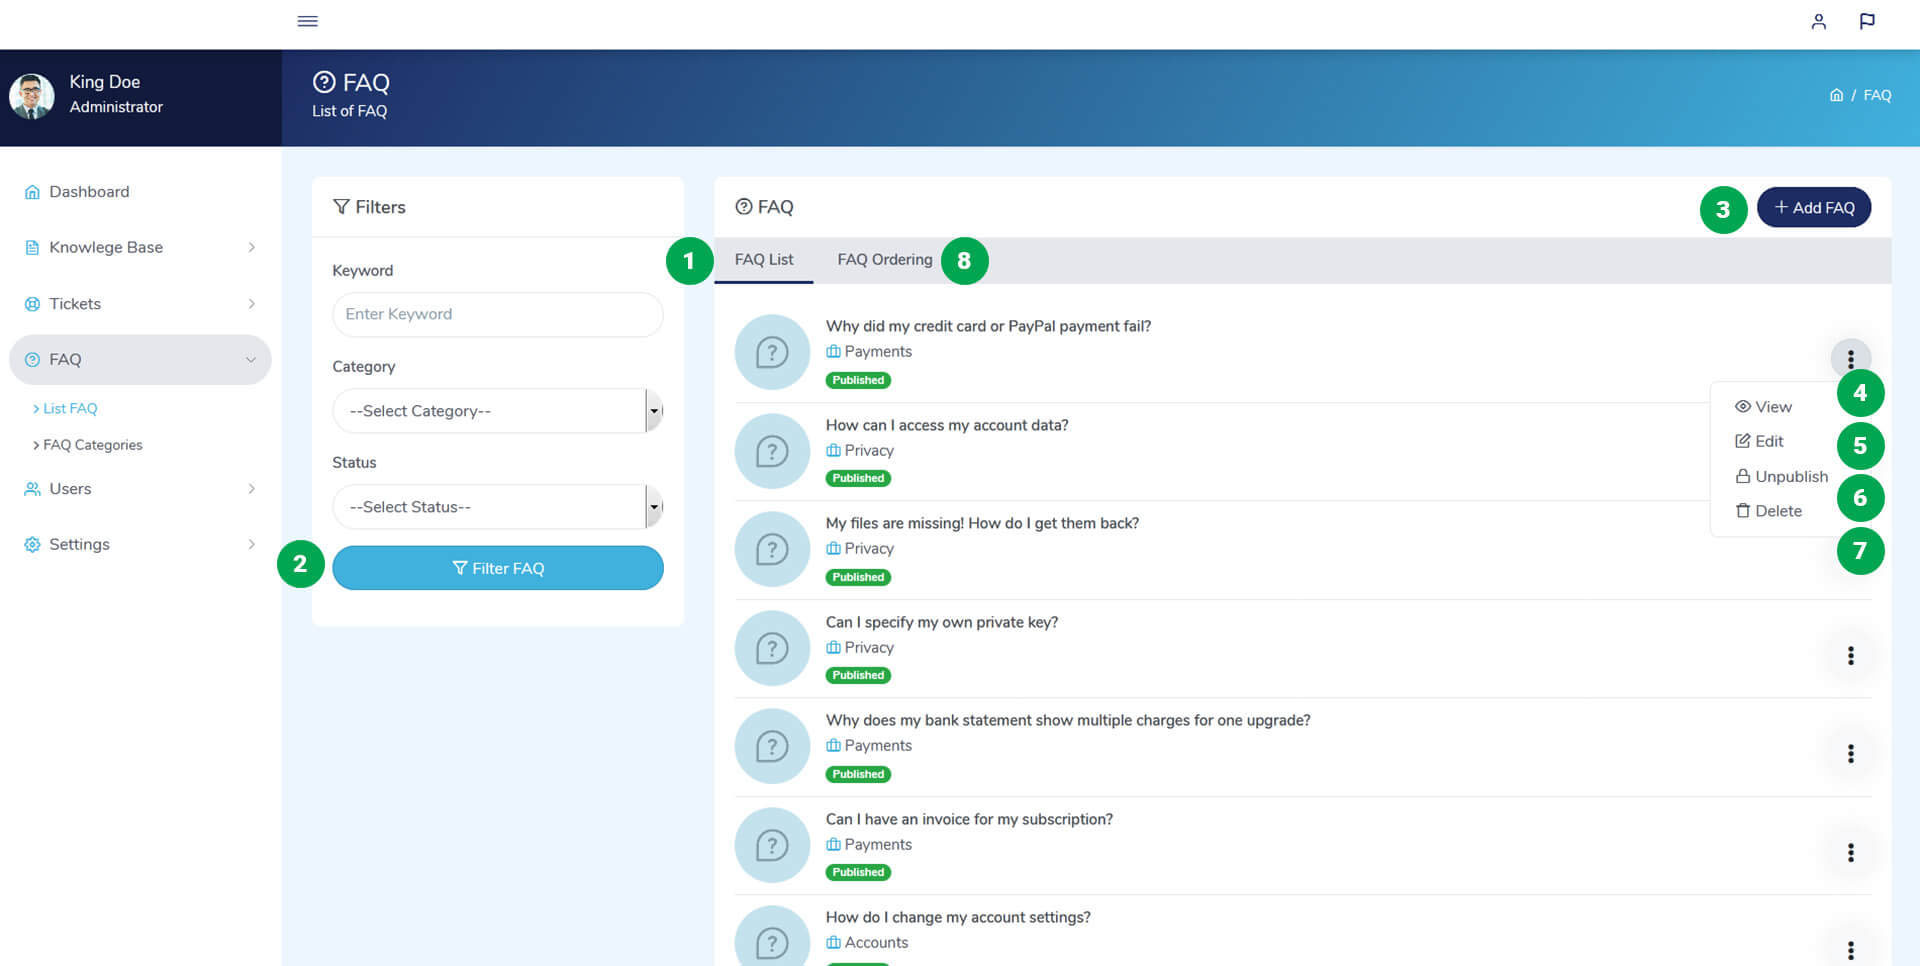 King Doe
Administrator
FAQ
List of FAQ
/ FAQ
Dashboard
Knowlege Base
Tickets
FAQ
List FAQ
FAQ Categories
Users
Settings
Filters
Keyword
Enter Keyword
Category
--Select Category--
Status
--Select Status--
2
Filter FAQ
FAQ
3
+ Add FAQ
1
FAQ List
FAQ Ordering
8
Why did my credit card or PayPal payment fail?
Payments
Published
4
View
5
Edit
6
Unpublish
7
Delete
How can I access my account data?
Privacy
Published
My files are missing! How do I get them back?
Privacy
Published
Can I specify my own private key?
Privacy
Published
Why does my bank statement show multiple charges for one upgrade?
Payments
Published
Can I have an invoice for my subscription?
Payments
Published
How do I change my account settings?
Accounts